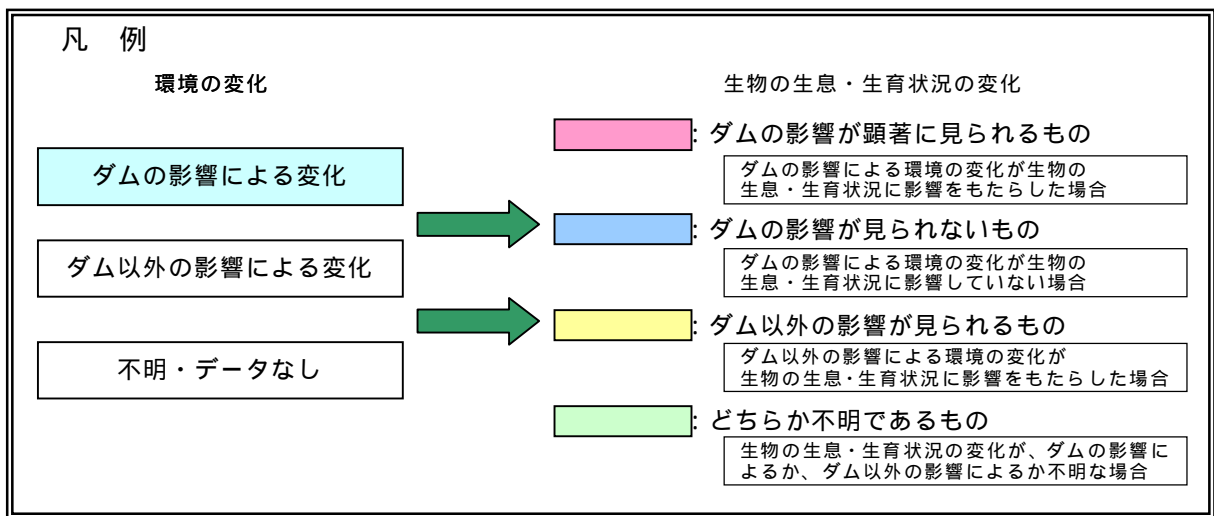 凡 例
環境の変化
ダムの影響による変化
ダム以外の影響による変化
不明・データなし
生物の生息・生育状況の変化
: ダムの影響が顕著に見られるもの
ダムの影響による環境の変化が生物の
生息・生育状況に影響をもたらした場合
: ダムの影響が見られないもの
ダムの影響による環境の変化が生物の
生息・生育状況に影響していない場合
: ダム以外の影響が見られるもの
ダム以外の影響による環境の変化が
生物の生息・生育状況に影響をもたらした場合
: どちらか不明であるもの
生物の生息・生育状況の変化が、ダムの影響に
よるか、ダム以外の影響によるか不明な場合